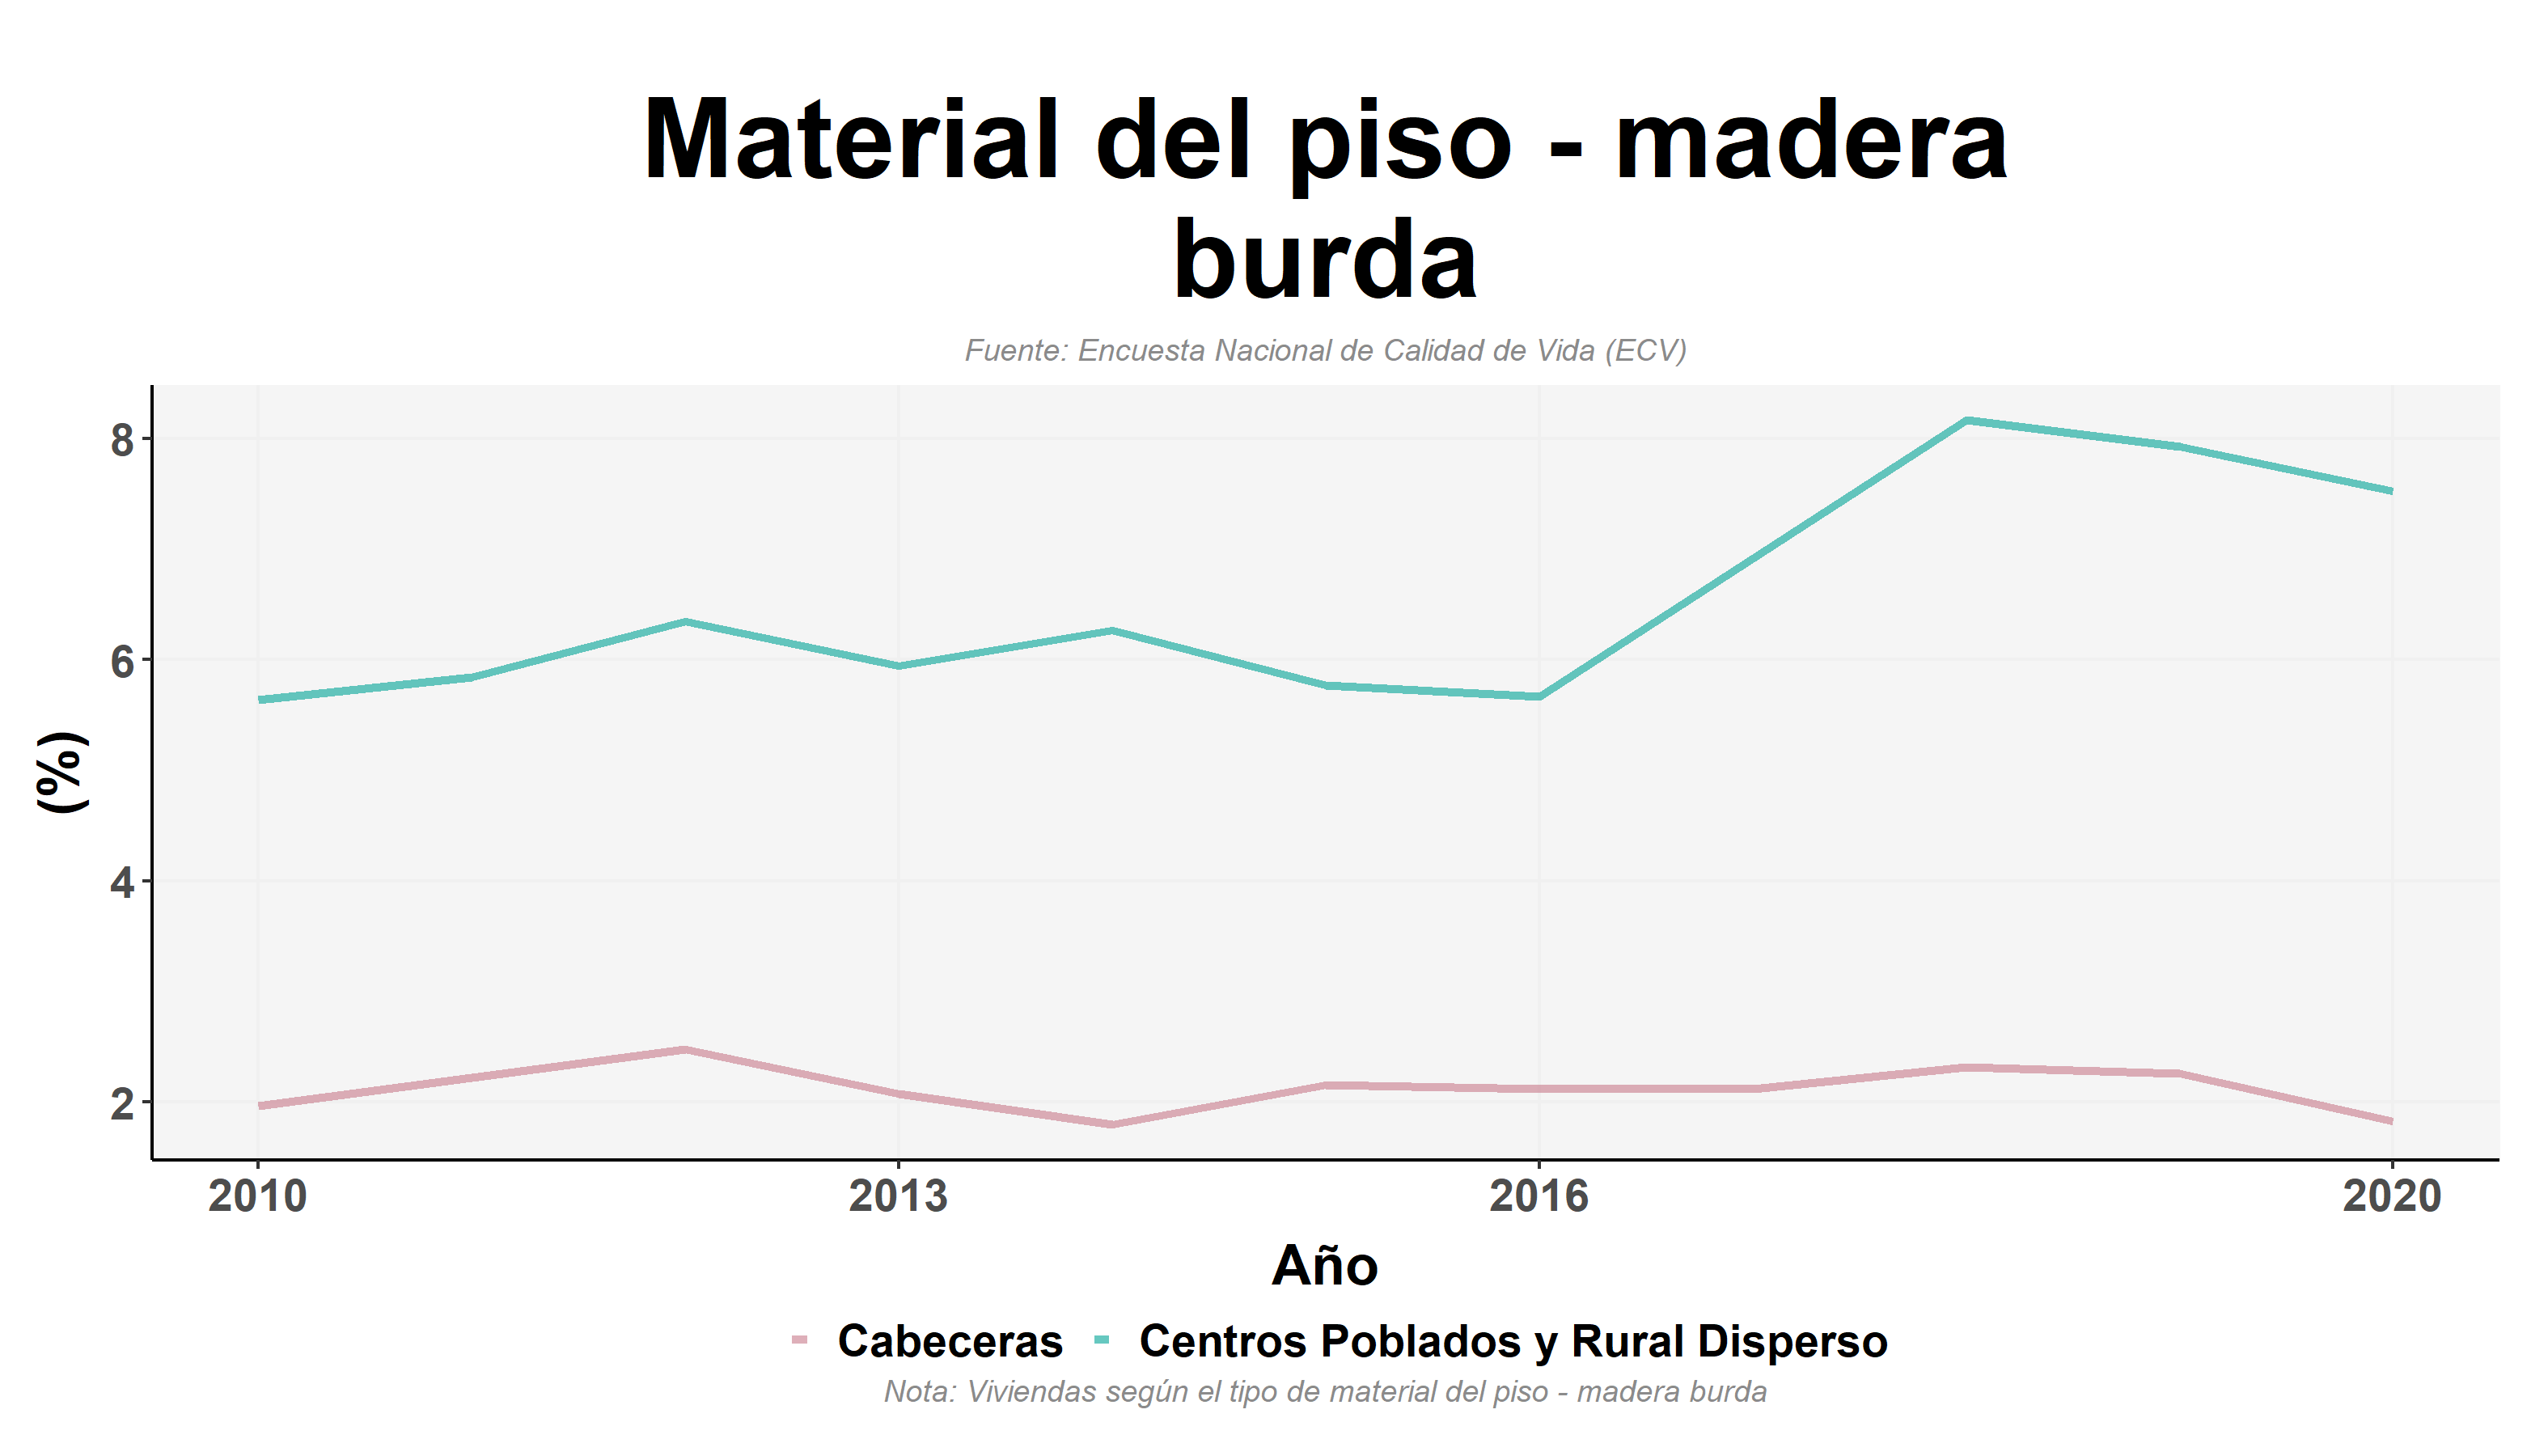 Material del piso - madera
burda
Fuente: Encuesta Nacional de Calidad de Vida (ECV)
8
6
4
2
(%)
2010 2013 2016 2020
Año
Cabeceras Centros Poblados y Rural Disperso
Nota: Viviendas según el tipo de material del piso - madera burda